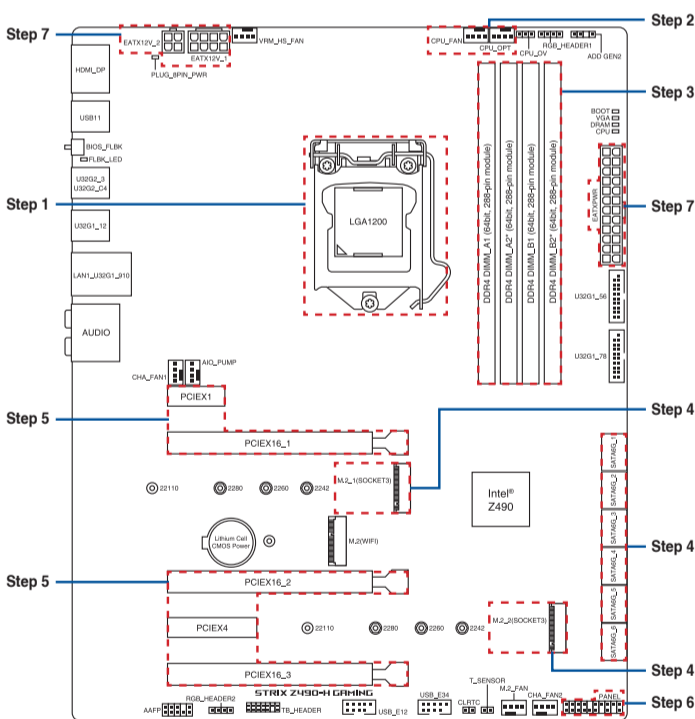 Step 2
Step 7
EATX12V_2
EATX12V_1
VRM_HS_FAN
CPU_FAN
CPU_OPT
CPU_OV
RGB_HEADER1
ADD GEN2
PLUG_8PIN_PWR
HDMI_DP
Step 3
USB11
BOOT
VGA
DRAM
CPU
BIOS_FLBK
FLBK_LED
U32G2_3
U32G2_C4
Step 1
LGA1200
DDR4 DIMM_A1 (64bit, 288-pin module)
DDR4 DIMM_A2* (64bit, 288-pin module)
DDR4 DIMM_B1 (64bit, 288-pin module)
DDR4 DIMM_B2* (64bit, 288-pin module)
EATXPWR
Step 7
U32G1_12
LAN1_U32G1_910
U32G1_56
AUDIO
U32G1_78
AIO_PUMP
CHA_FAN1
PCIEX1
Step 5
Step 4
PCIEX16_1
M.2_1(SOCKET3)
22110
2280
2260
2242
Intel®
Z490
SATA6G_1
SATA6G_2
SATA6G_3
SATA6G_4
SATA6G_5
SATA6G_6
Lithium Cell
CMOS Power
M.2(WIFI)
Step 4
Step 5
PCIEX16_2
PCIEX4
22110
2280
2260
2242
M.2_2(SOCKET3)
PCIEX16_3
Step 4
STRIX Z490-H GAMING
AAFP
RGB_HEADER2
TB_HEADER
USB_E12
USB_E34
CLRTC
T_SENSOR
M.2_FAN
CHA_FAN2
PANEL
Step 6